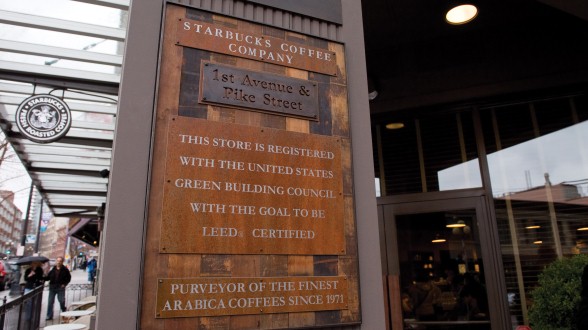 STARBUCKS COFFEE
COMPANY
1st Avenue &
Pike Street
THIS STORE IS REGISTERED
WITH THE UNITED STATES
GREEN BUILDING COUNCIL
WITH THE GOAL TO BE
LEED® CERTIFIED
PURVEYOR OF THE FINEST
ARABICA COFFEES SINCE 1971
STARBUCKS
FRESH ROASTED COFFEE